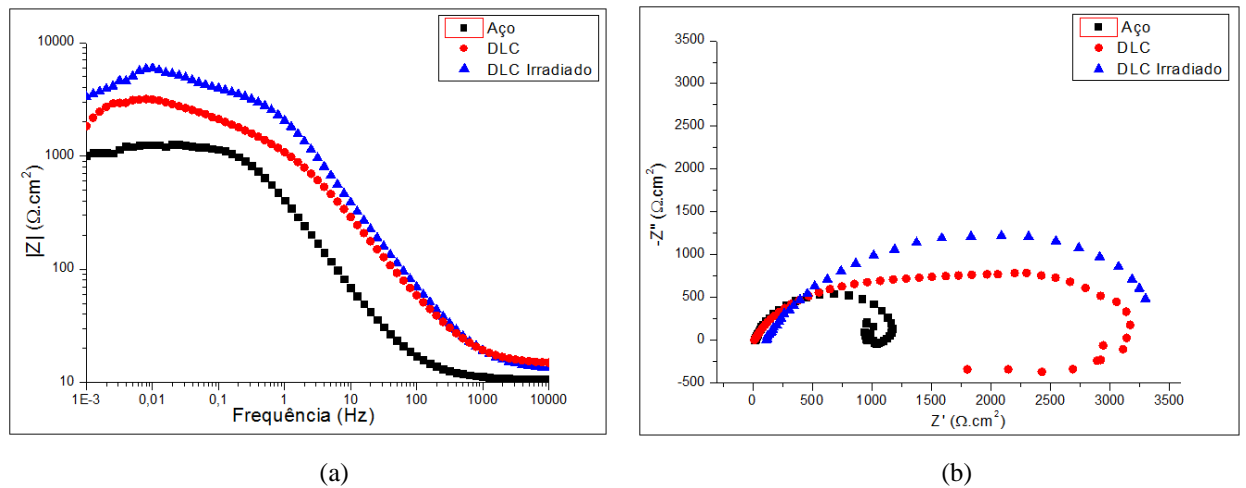 Aço
DLC
DLC Irradiado
10000
1000
100
10
|Z| (Ω.cm²)
1E-3 0,01 0,1 1 10 100 1000 10000
Frequência (Hz)
(a)
Aço
DLC
DLC Irradiado
3500
3000
2500
2000
1500
1000
500
0
-500
-Z" (Ω.cm²)
0 500 1000 1500 2000 2500 3000 3500
Z' (Ω.cm²)
(b)